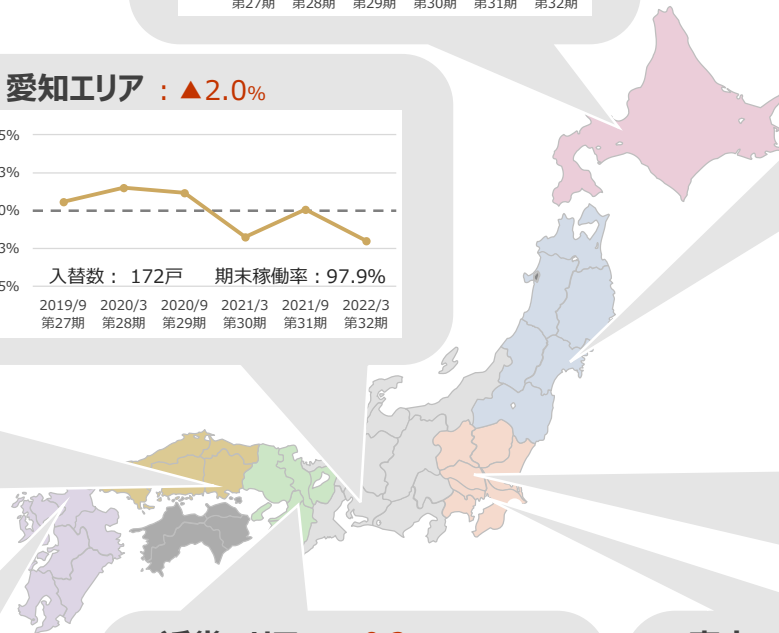 第27期 第28期 第29期 第30期 第31期 第32期
愛知エリア : ▲2.0%
5%
3%
0%
3%
5%
入替数： 172戸 期末稼働率：97.9%
2019/9 2020/3 2020/9 2021/3 2021/9 2022/3
第27期 第28期 第29期 第30期 第31期 第32期